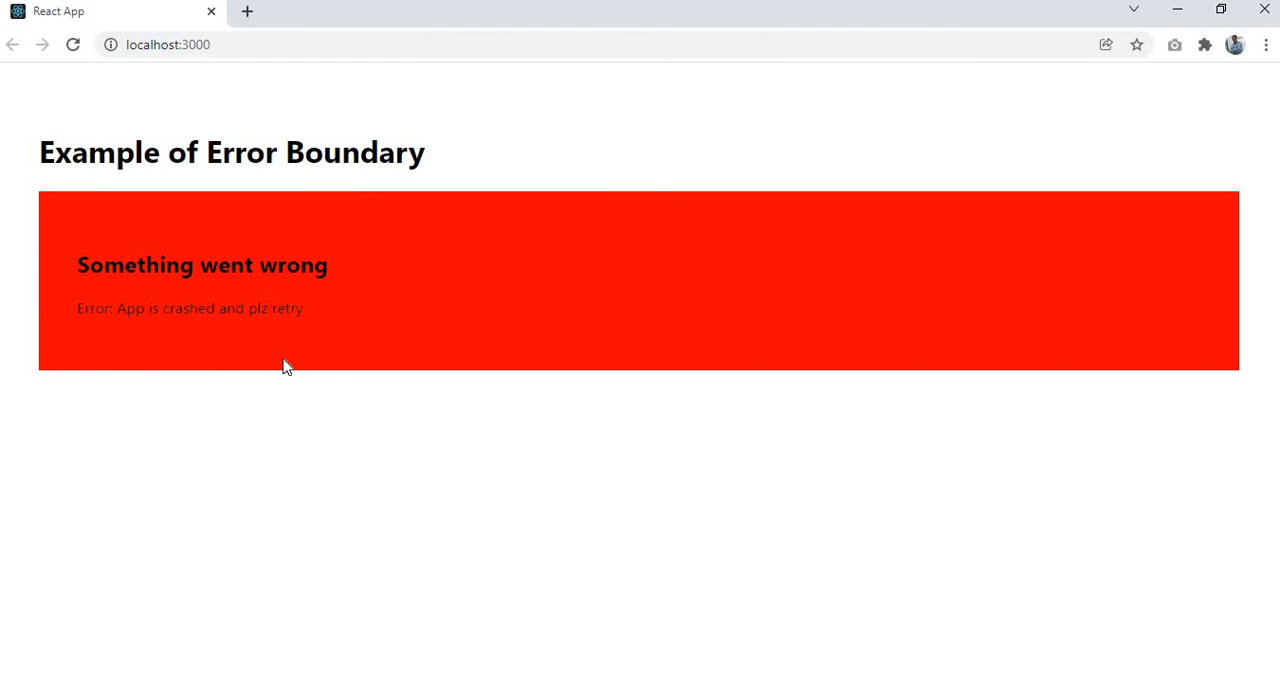 React App
localhost:3000
Example of Error Boundary
Something went wrong
Error: App is crashed and plz retry